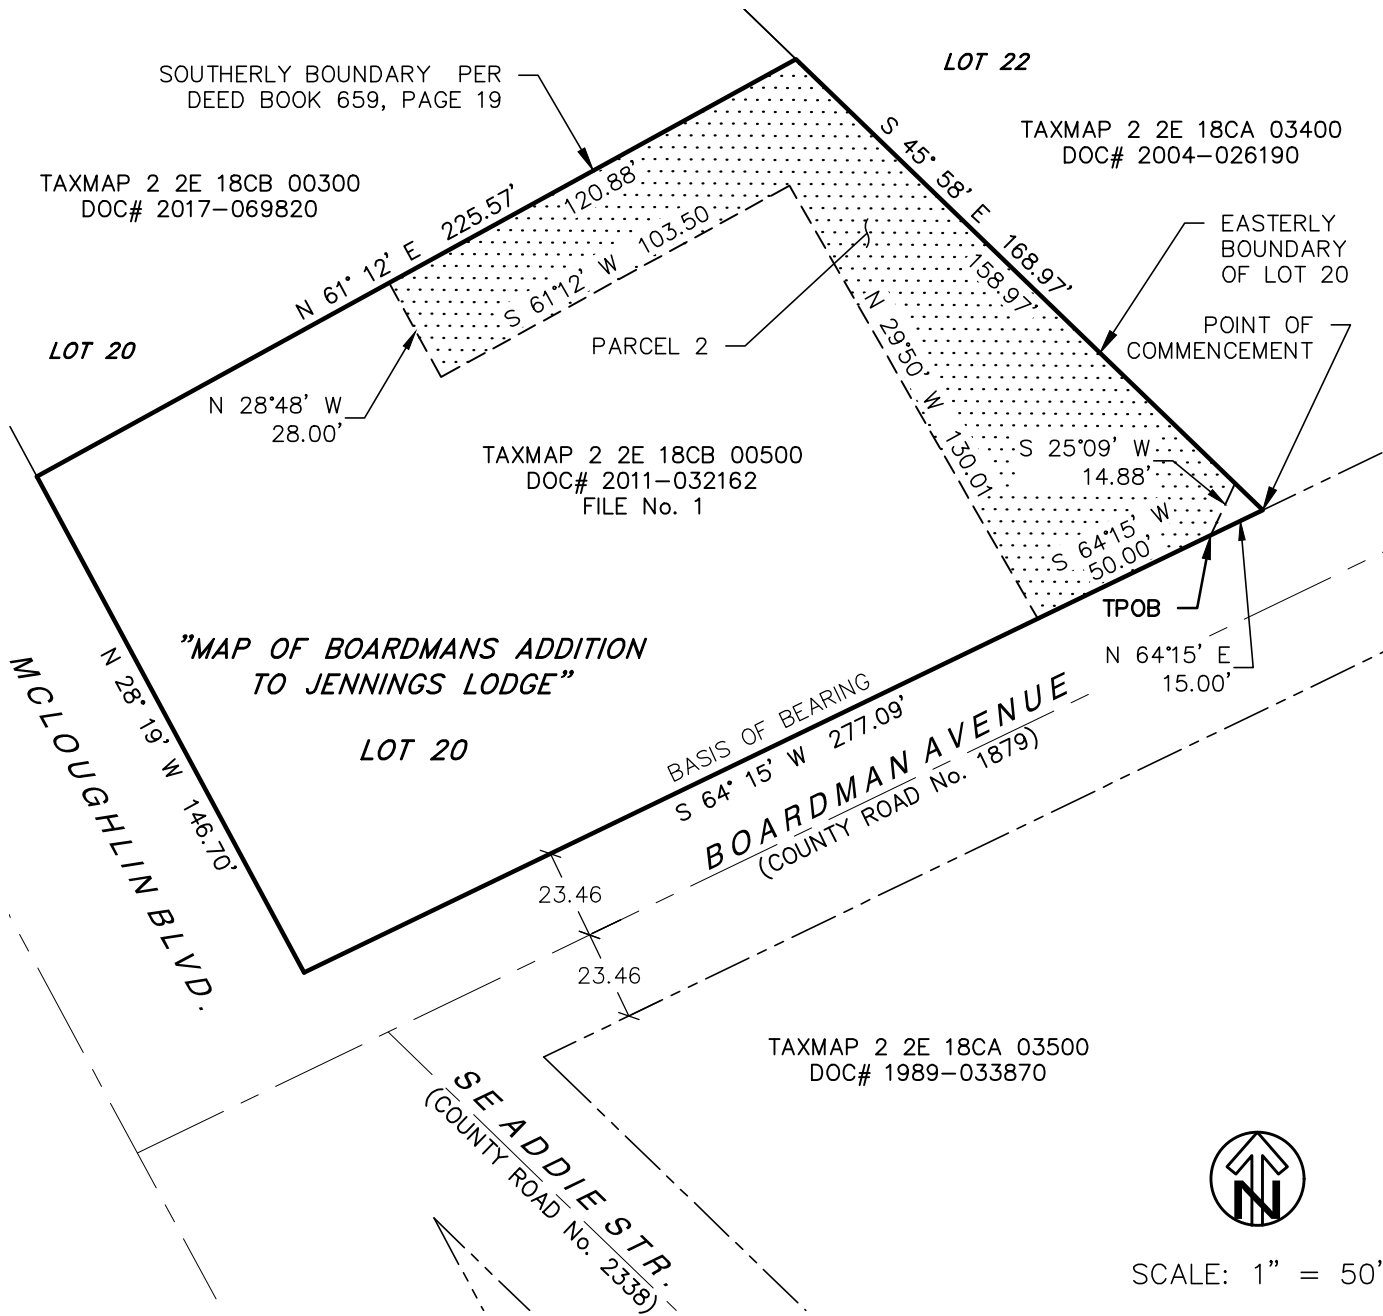 LOT 22
SOUTHERLY BOUNDARY PER
DEED BOOK 659, PAGE 19
TAXMAP 2 2E 18CA 03400
DOC# 2004-026190
TAXMAP 2 2E 18CB 00300
DOC# 2017-069820
S 45° 58' E 168.97'
158.97'
N 61° 12' E 225.57'
120.88'
S 61°12' W 103.50
EASTERLY
BOUNDARY
OF LOT 20
PARCEL 2
POINT OF
COMMENCEMENT
LOT 20
N 28°48' W
28.00'
N 29°50' W 130.01
S 25°09' W
14.88'
TAXMAP 2 2E 18CB 00500
DOC# 2011-032162
FILE No. 1
S 64°15' W
50.00'
TPOB
N 64°15' E
15.00'
"MAP OF BOARDMANS ADDITION
TO JENNINGS LODGE"
LOT 20
N 28° 19' W 146.70'
MCLOUGHLIN BLVD.
BASIS OF BEARING
S 64° 15' W 277.09'
BOARDMAN AVENUE
(COUNTY ROAD No. 1879)
23.46
23.46
TAXMAP 2 2E 18CA 03500
DOC# 1989-033870
SE ADDIE STR.
(COUNTY ROAD No. 2338)
N
SCALE: 1" = 50'